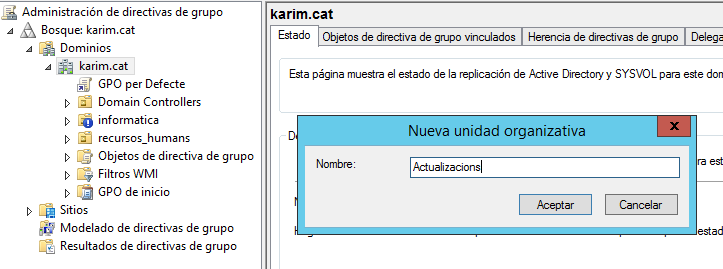 Administración de directivas de grupo
Bosque: karim.cat
Dominios
karim.cat
GPO per Defecte
Domain Controllers
informatica
recursos_humans
Objetos de directiva de grupo
Filtros WMI
GPO de inicio
Sitios
Modelado de directivas de grupo
Resultados de directivas de grupo
karim.cat
Estado Objetos de directiva de grupo vinculados Herencia de directivas de grupo Delega
Esta página muestra el estado de la replicación de Active Directory y SYSVOL para este do
Nueva unidad organizativa
Nombre: Actualizacions
Aceptar Cancelar